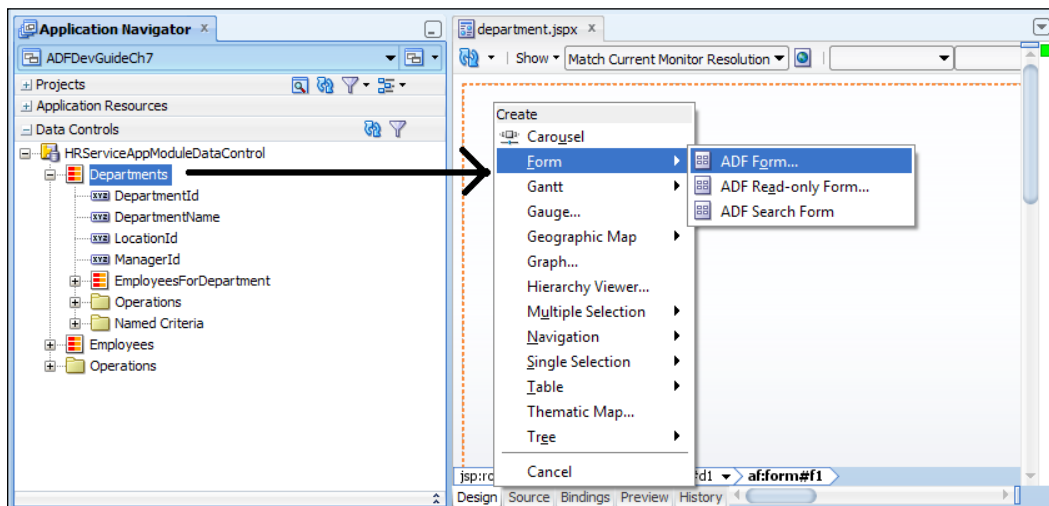 Application Navigator
ADFDevGuideCh7
Projects
Application Resources
Data Controls
HRServiceAppModuleDataControl
Departments
DepartmentId
DepartmentName
LocationId
ManagerId
EmployeesForDepartment
Operations
Named Criteria
Employees
Operations
department.jspx
Show Match Current Monitor Resolution
Create
Carousel
Form
Gantt
Gauge...
Geographic Map
Graph...
Hierarchy Viewer...
Multiple Selection
Navigation
Single Selection
Table
Thematic Map...
Tree
Cancel
ADF Form...
ADF Read-only Form...
ADF Search Form
#d1 af:form#f1
Design Source Bindings Preview History